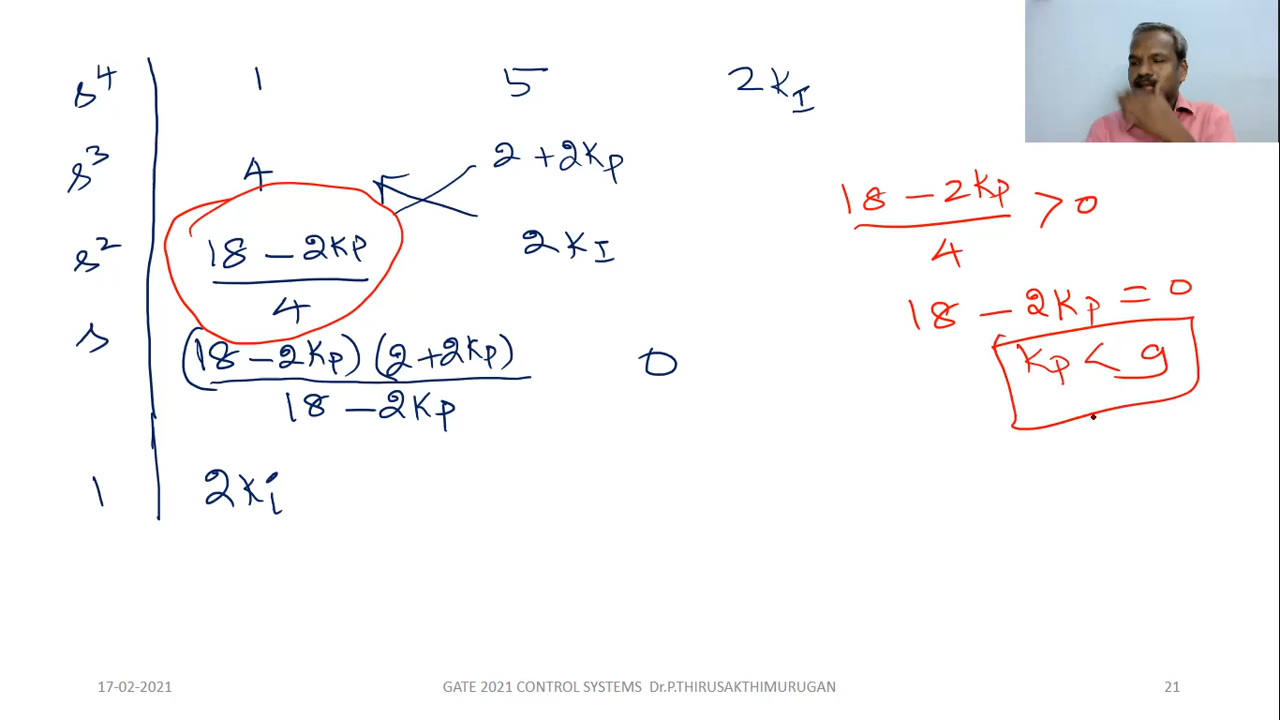 s⁴ 1 5 2K_I
s³ 4 2 + 2Kp
s² (18 - 2Kp)/4 2K_I
s (18 - 2Kp)(2 + 2Kp)/(18 - 2Kp) 0
1 2Ki
(18 - 2Kp)/4 > 0
18 - 2Kp = 0
Kp < 9
17-02-2021
GATE 2021 CONTROL SYSTEMS Dr.P.THIRUSAKTHIMURUGAN
21